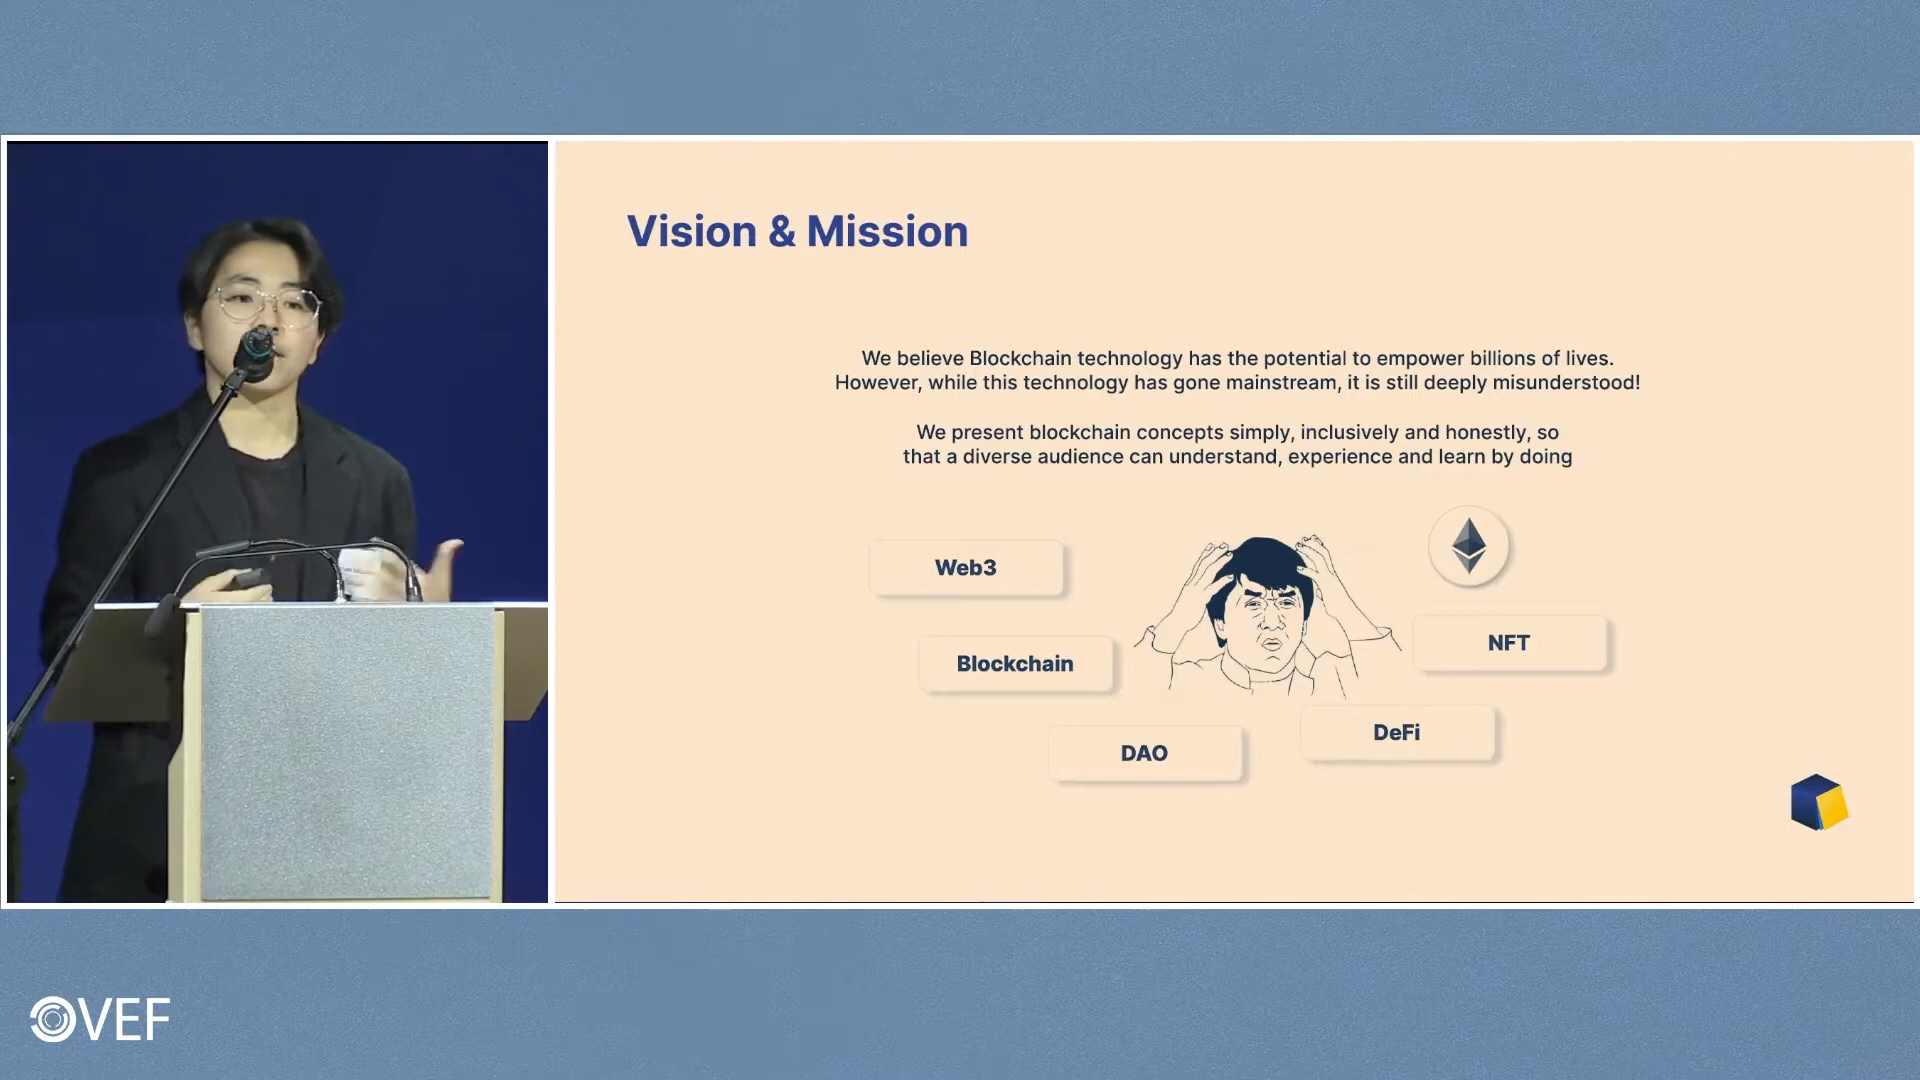 Vision & Mission
We believe Blockchain technology has the potential to empower billions of lives.
However, while this technology has gone mainstream, it is still deeply misunderstood!
We present blockchain concepts simply, inclusively and honestly, so
that a diverse audience can understand, experience and learn by doing
Web3
NFT
Blockchain
DeFi
DAO
VEF